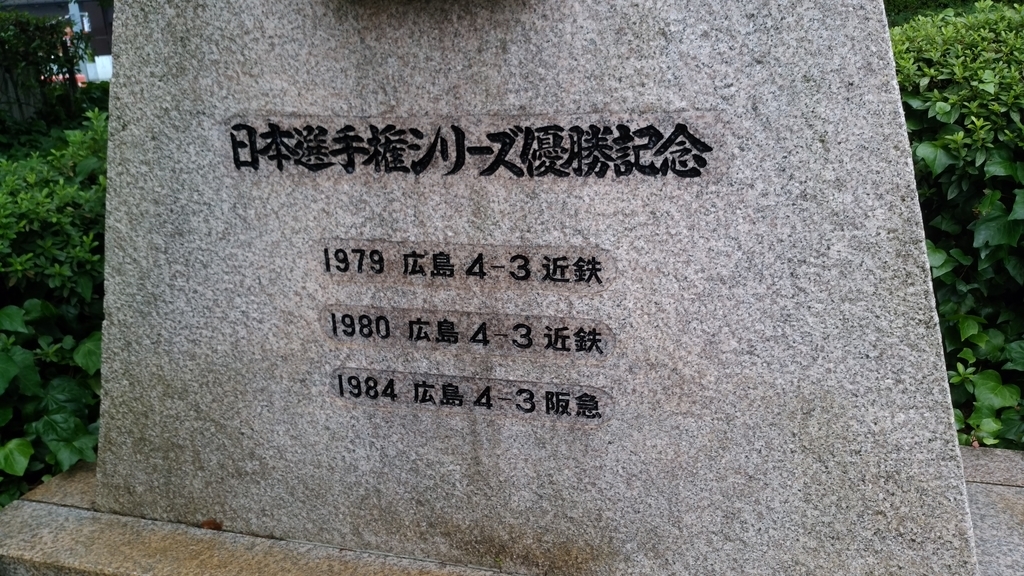 日本選手権シリーズ優勝記念
1979 広島 4-3 近鉄
1980 広島 4-3 近鉄
1984 広島 4-3 阪急